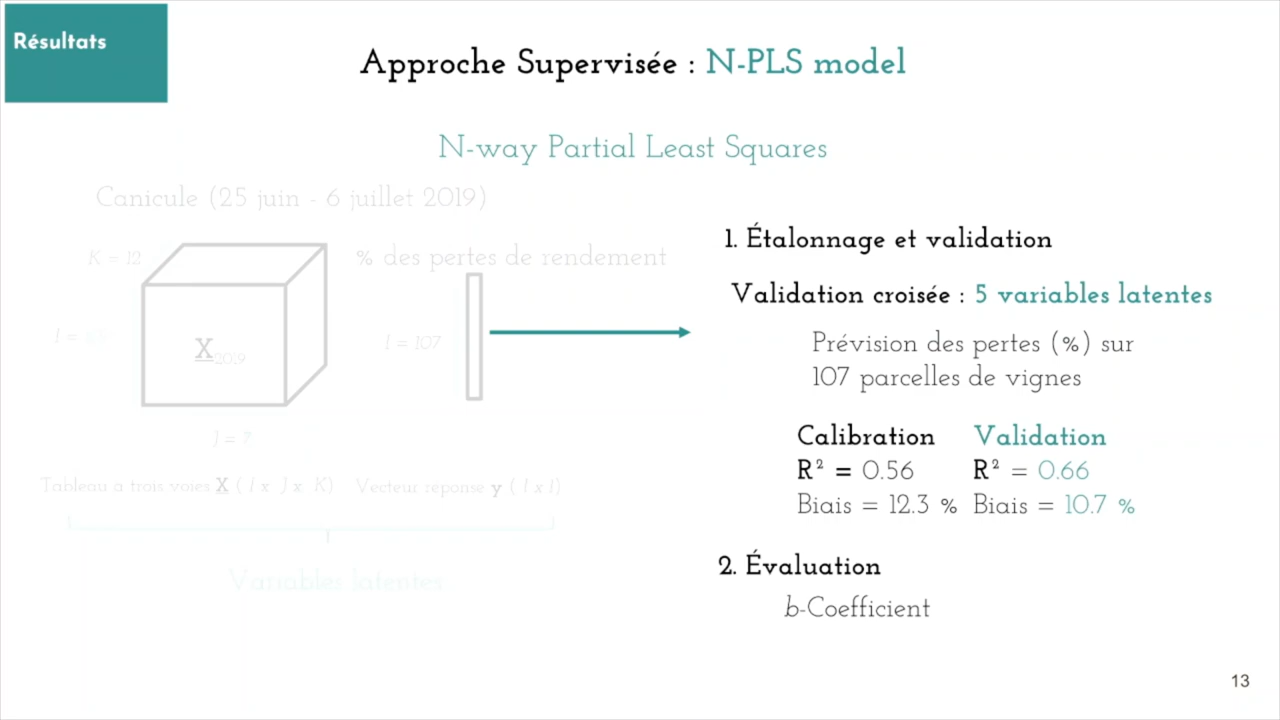 Résultats
Approche Supervisée : N-PLS model
N-way Partial Least Squares
Canicule (25 juin - 6 juillet 2019)
K = 12
% des pertes de rendement
I =
X 2019
I = 107
J = 7
Tableau à trois voies X ( I x J x K)
Vecteur réponse y ( I x 1)
Variables latentes
1. Étalonnage et validation
Validation croisée : 5 variables latentes
Prévision des pertes (%) sur
107 parcelles de vignes
Calibration Validation
R² = 0.56 R² = 0.66
Biais = 12.3 % Biais = 10.7 %
2. Évaluation
b-Coefficient
13